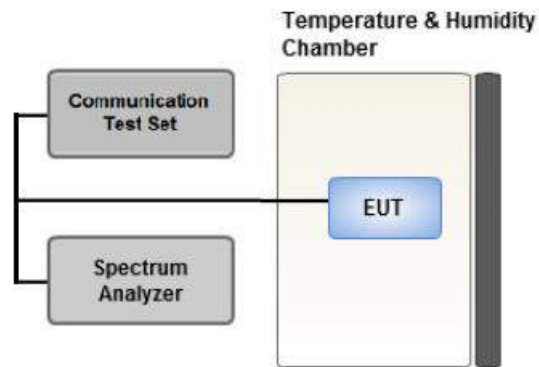 Temperature & Humidity
Chamber
Communication
Test Set
EUT
Spectrum
Analyzer